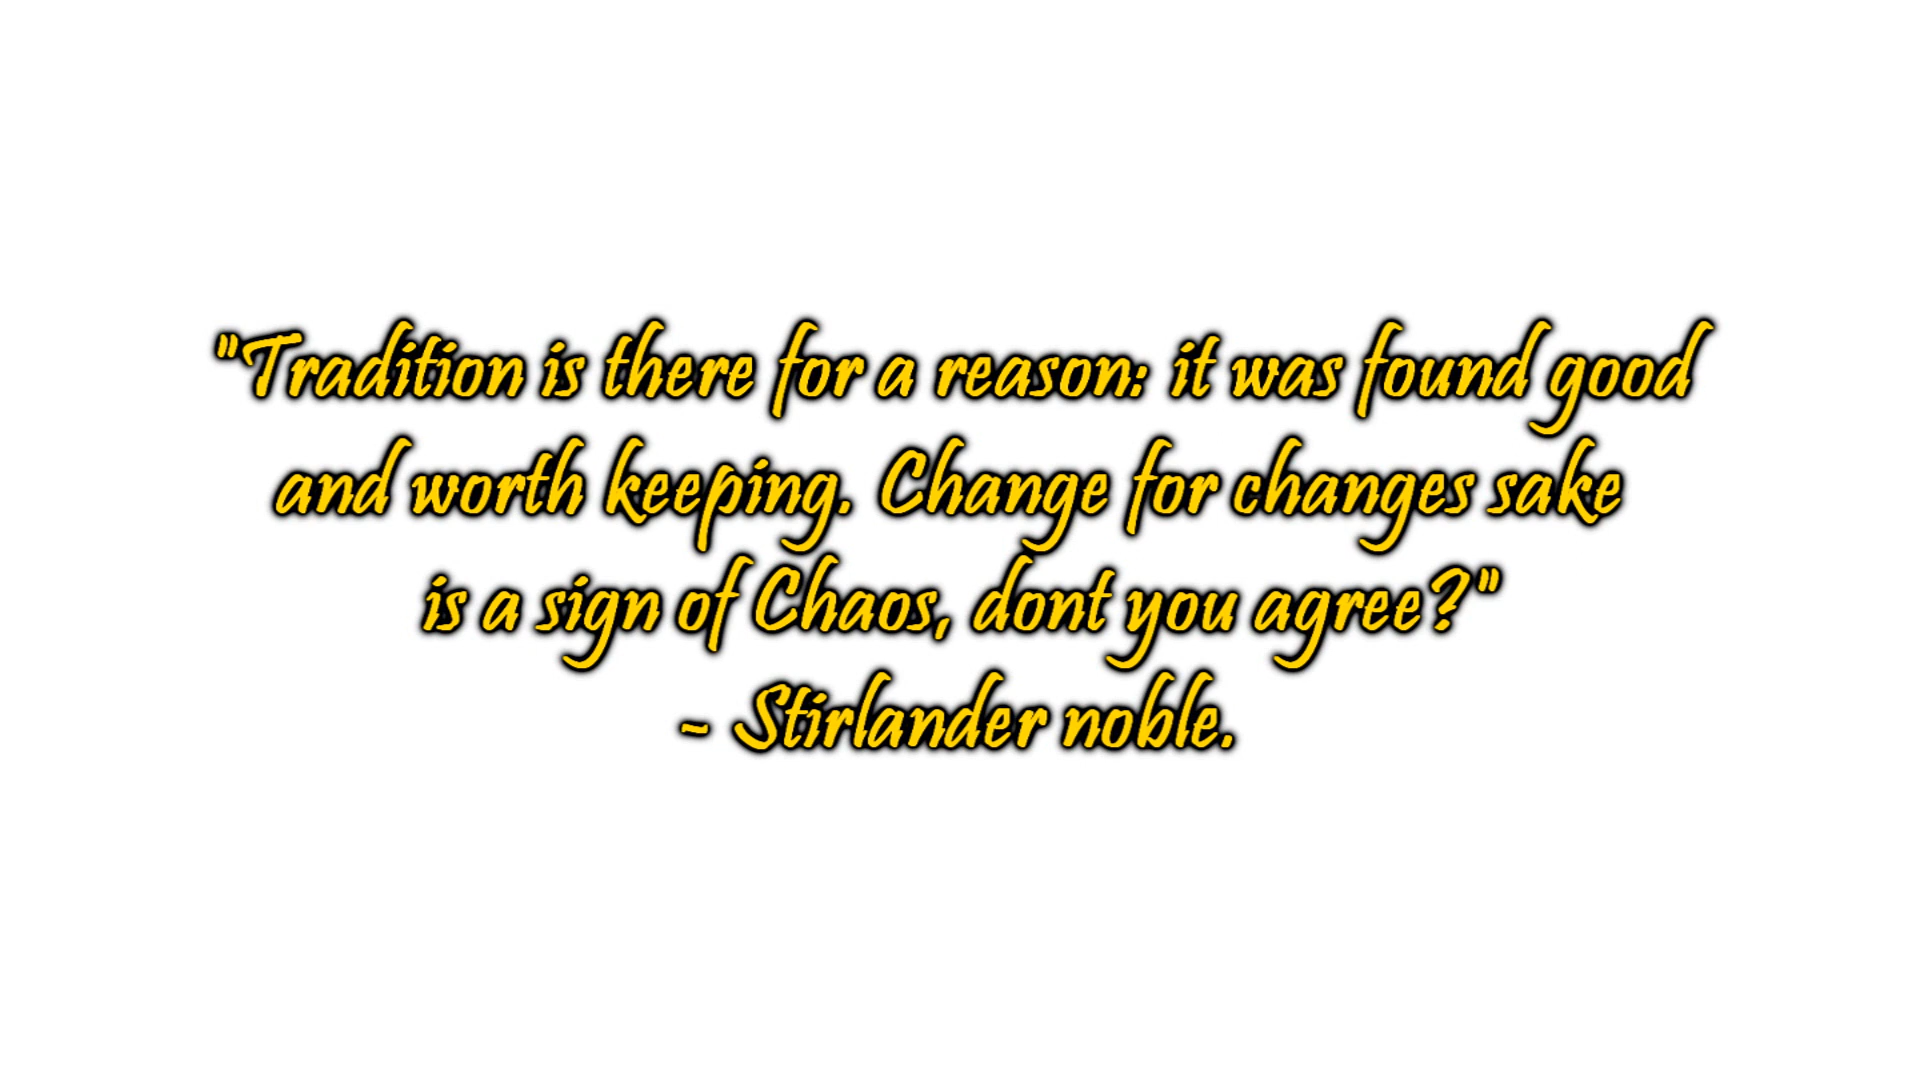 "Tradition is there for a reason: it was found good
and worth keeping. Change for changes sake
is a sign of Chaos, dont you agree?"
- Stirlander noble.